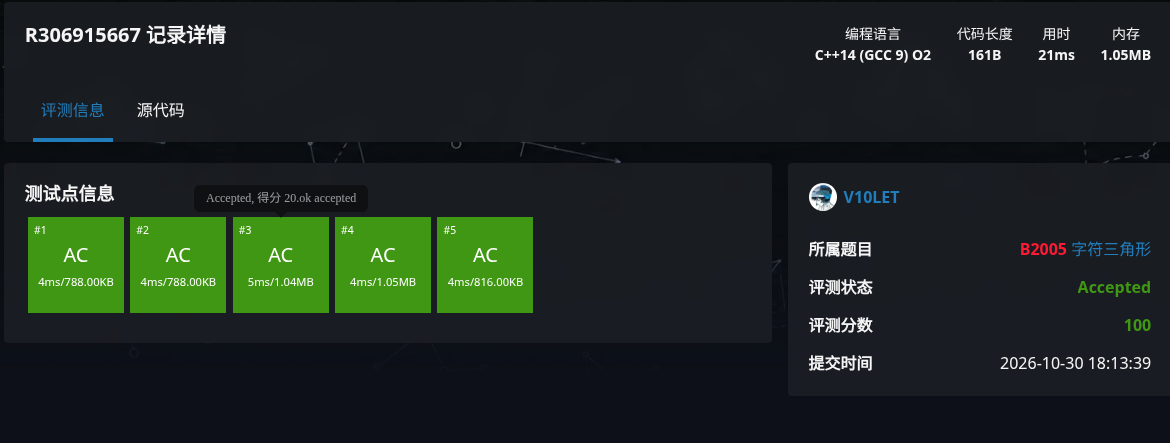 R306915667 记录详情
编程语言 代码长度 用时 内存
C++14 (GCC 9) O2 161B 21ms 1.05MB
评测信息 源代码
测试点信息
Accepted, 得分 20.ok accepted
#1 #2 #3 #4 #5
AC AC AC AC AC
4ms/788.00KB 4ms/788.00KB 5ms/1.04MB 4ms/1.05MB 4ms/816.00KB
V10LET
所属题目 B2005 字符三角形
评测状态 Accepted
评测分数 100
提交时间 2026-10-30 18:13:39